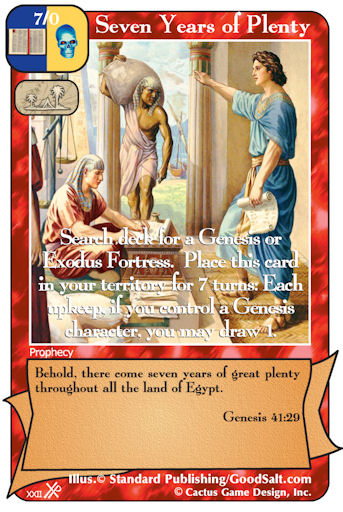 7/0
Seven Years of Plenty
Search deck for a Genesis or
Exodus Fortress. Place this card
in your territory for 7 turns: Each
upkeep, if you control a Genesis
character, you may draw 1.
Prophecy
Behold, there come seven years of great plenty
throughout all the land of Egypt.
Genesis 41:29
Illus.© Standard Publishing/GoodSalt.com
XXII
© Cactus Game Design, Inc.